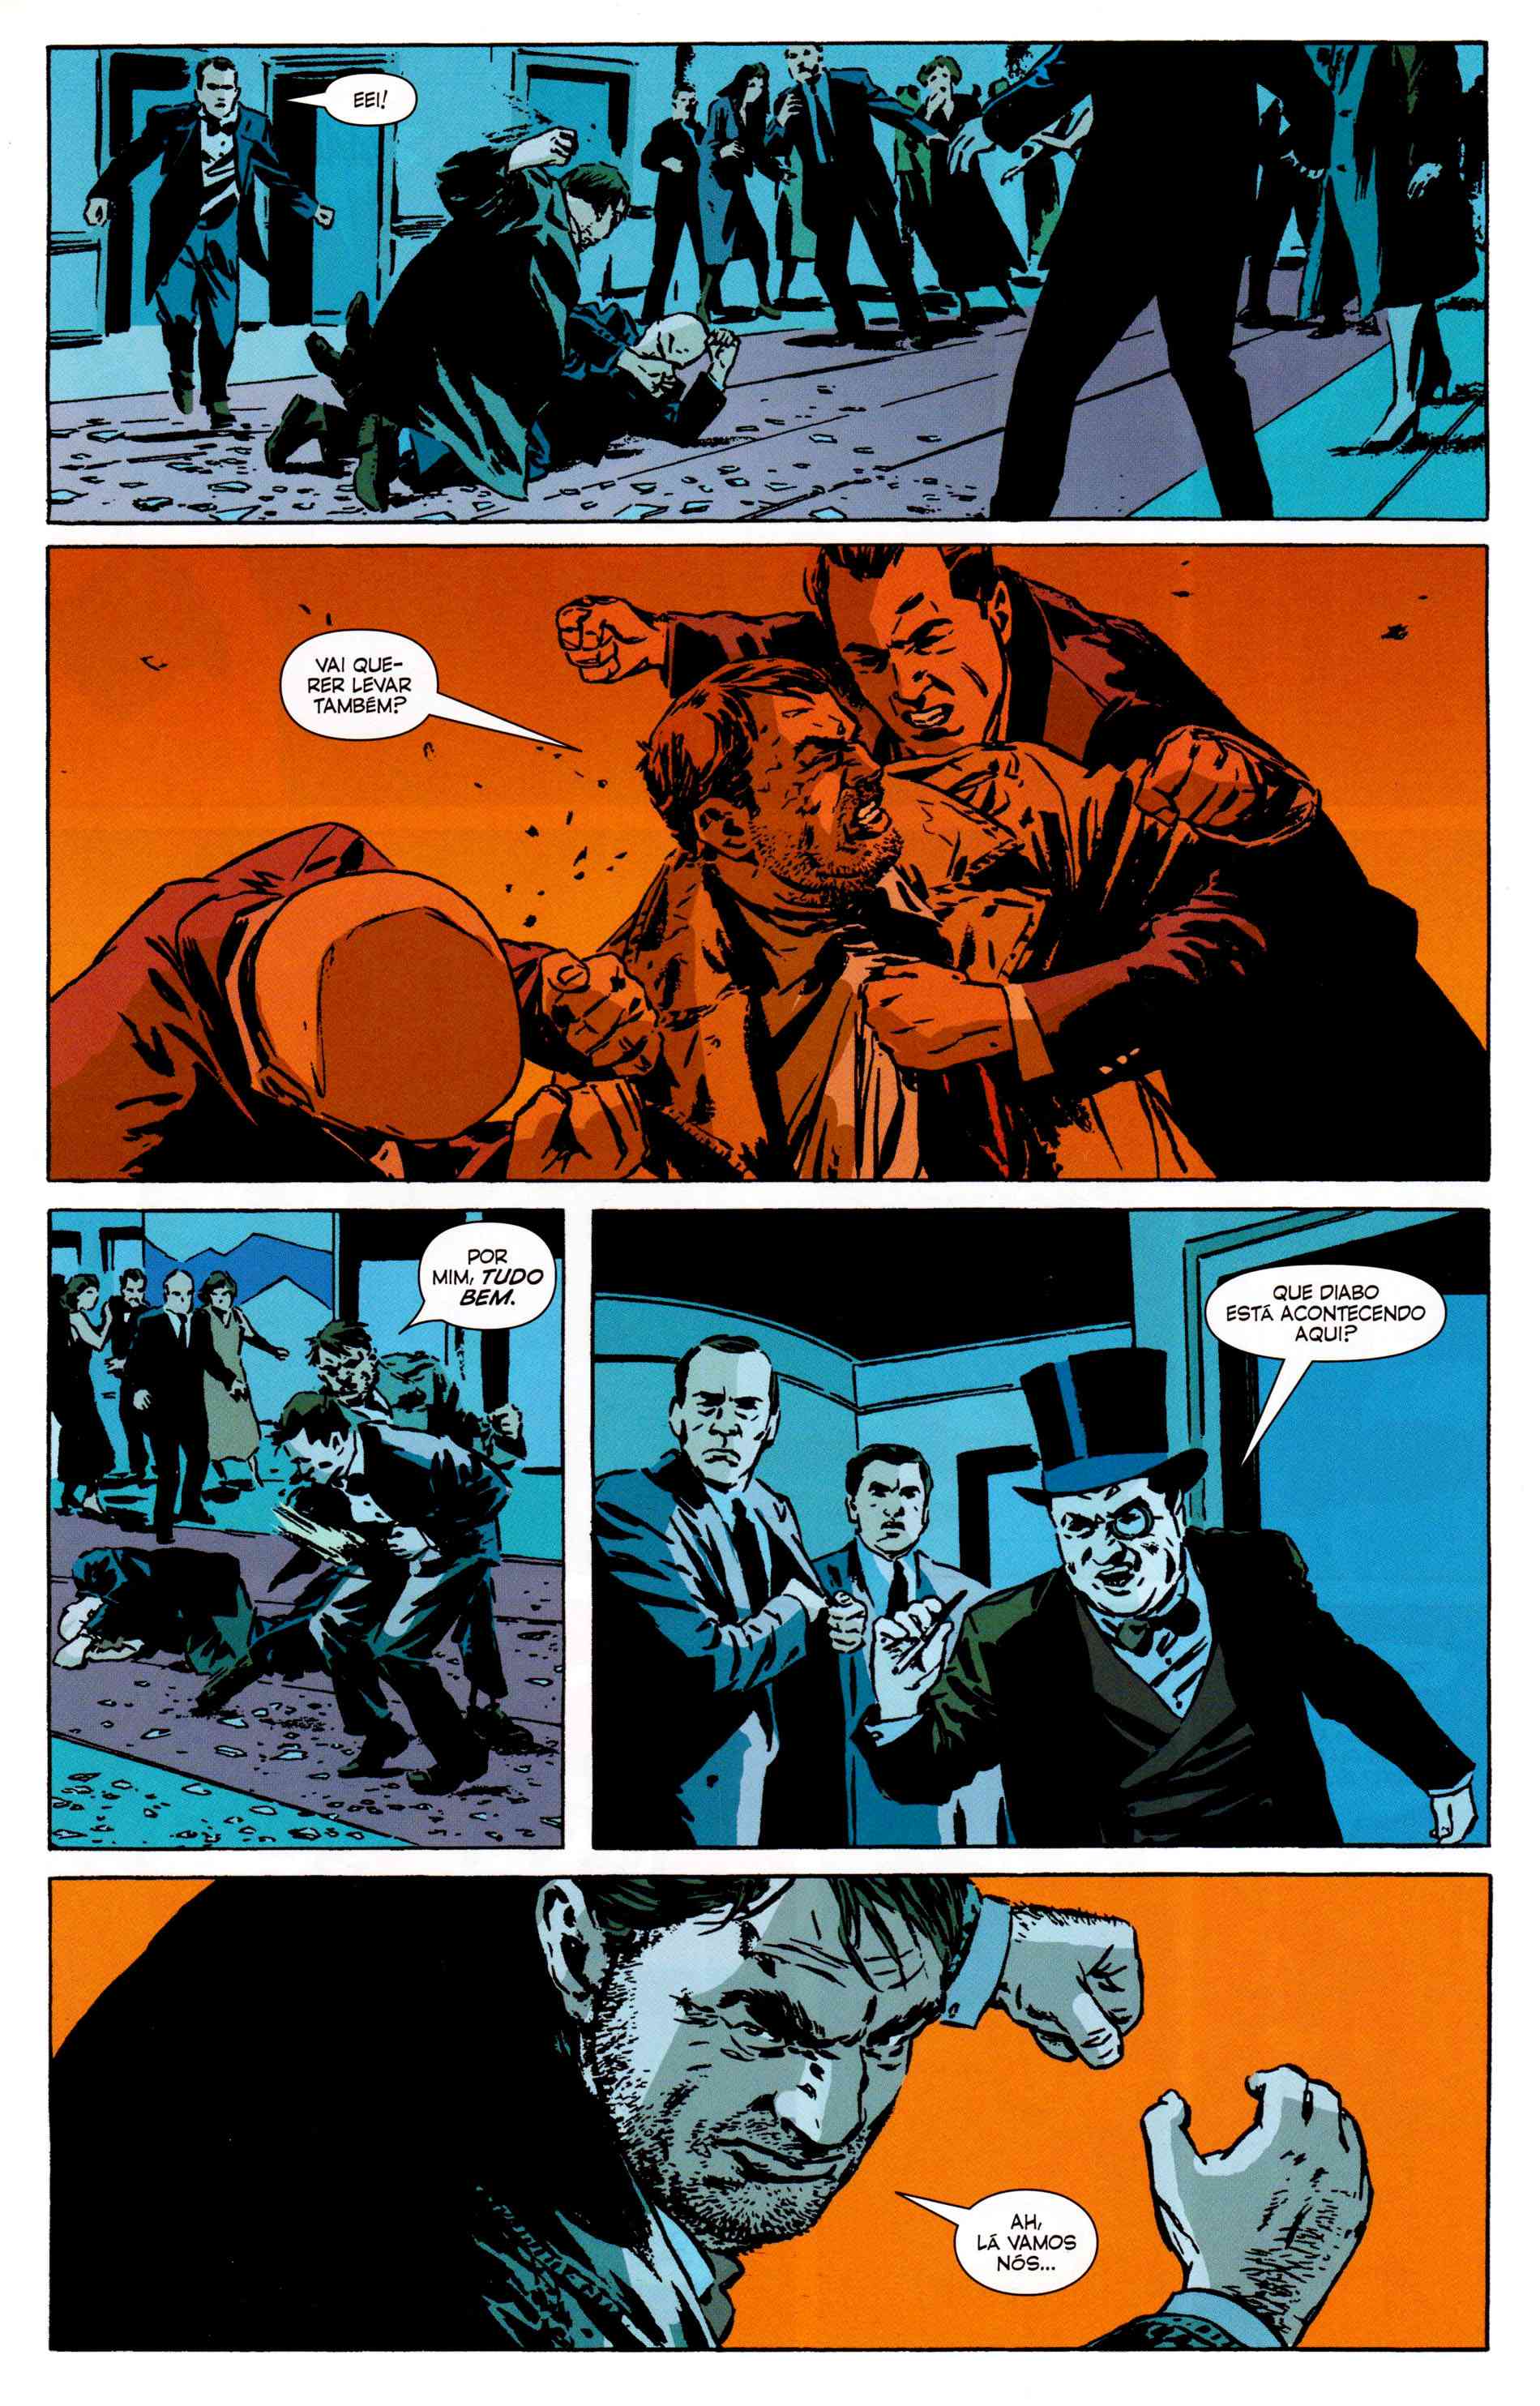 EEI!
VAI QUE-
RER LEVAR
TAMBÉM?
POR
MIM, TUDO
BEM.
QUE DIABO
ESTÁ ACONTECENDO
AQUI?
AH,
LÁ VAMOS
NÓS...